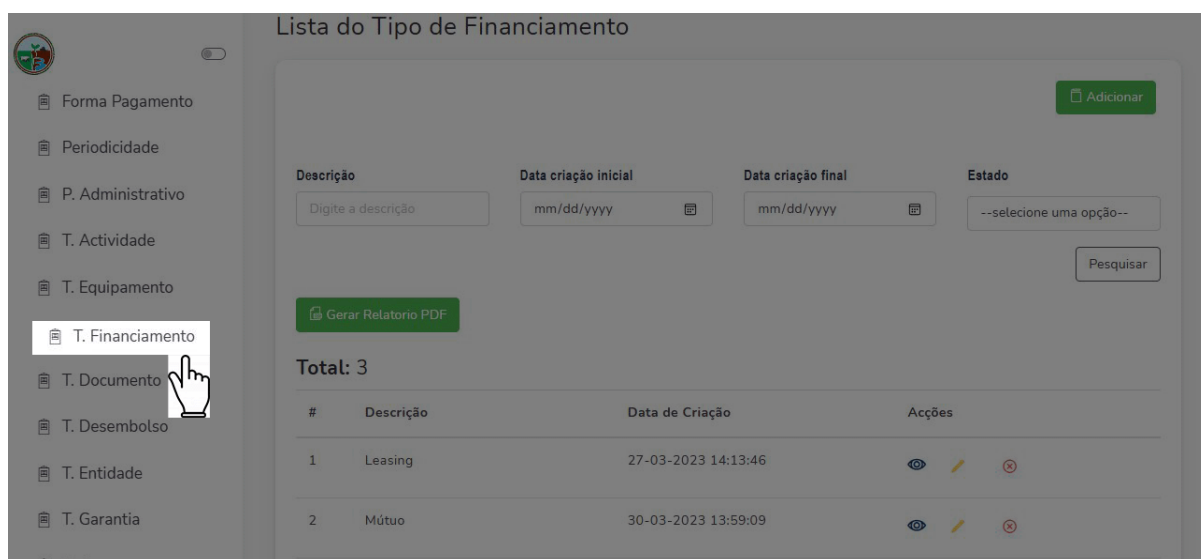 Lista do Tipo de Financiamento
Forma Pagamento
Periodicidade
P. Administrativo
T. Actividade
T. Equipamento
T. Financiamento
T. Documento
T. Desembolso
T. Entidade
T. Garantia
Adicionar
Descrição Data criação inicial Data criação final Estado
Digite a descrição mm/dd/yyyy mm/dd/yyyy --selecione uma opção--
Pesquisar
Gerar Relatorio PDF
Total: 3
# Descrição Data de Criação Acções
1 Leasing 27-03-2023 14:13:46
2 Mútuo 30-03-2023 13:59:09